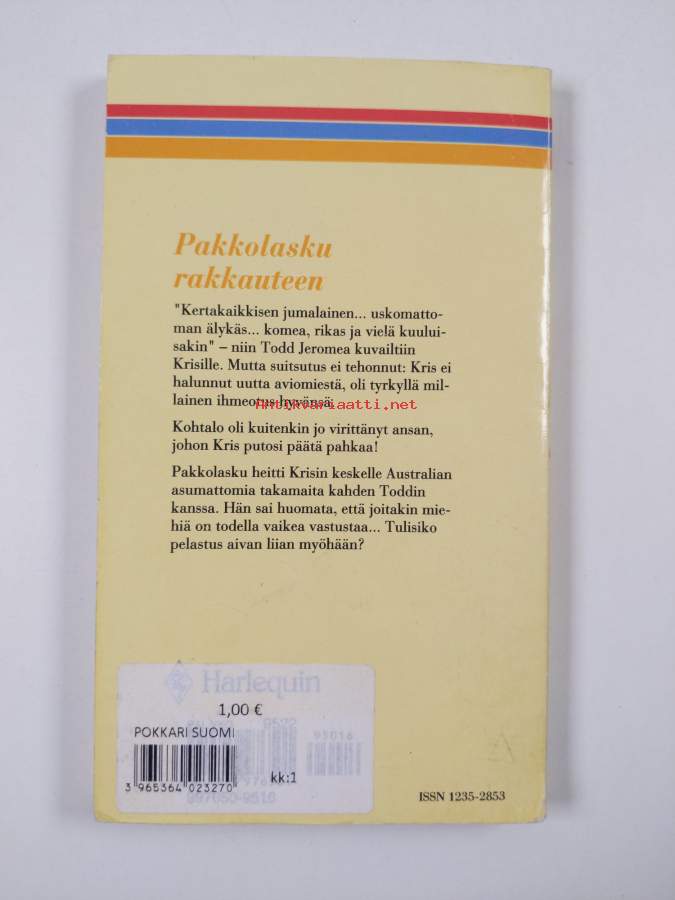 Pakkolasku
rakkauteen
"Kertakaikkisen jumalainen... uskomatto-
man älykäs... komea, rikas ja vielä kuului-
sakin" – niin Todd Jeromea kuvailtiin
Krisille. Mutta suitsutus ei tehonnut: Kris ei
halunnut uutta aviomiestä, oli tyrkyllä mil-
lainen ihmeotus hyvänsä.
Antikvariaatti.net
Kohtalo oli kuitenkin jo virittänyt ansan,
johon Kris putosi päätä pahkaa!
Pakkolasku heitti Krisin keskelle Australian
asumattomia takamaita kahden Toddin
kanssa. Hän sai huomata, että joitakin mie-
hiä on todella vaikea vastustaa... Tulisiko
pelastus aivan liian myöhään?
Harlequin
1,00 €
9522
95016
POKKARI SUOMI
kk:1
3 965364 023270
997050-9516
ISSN 1235-2853